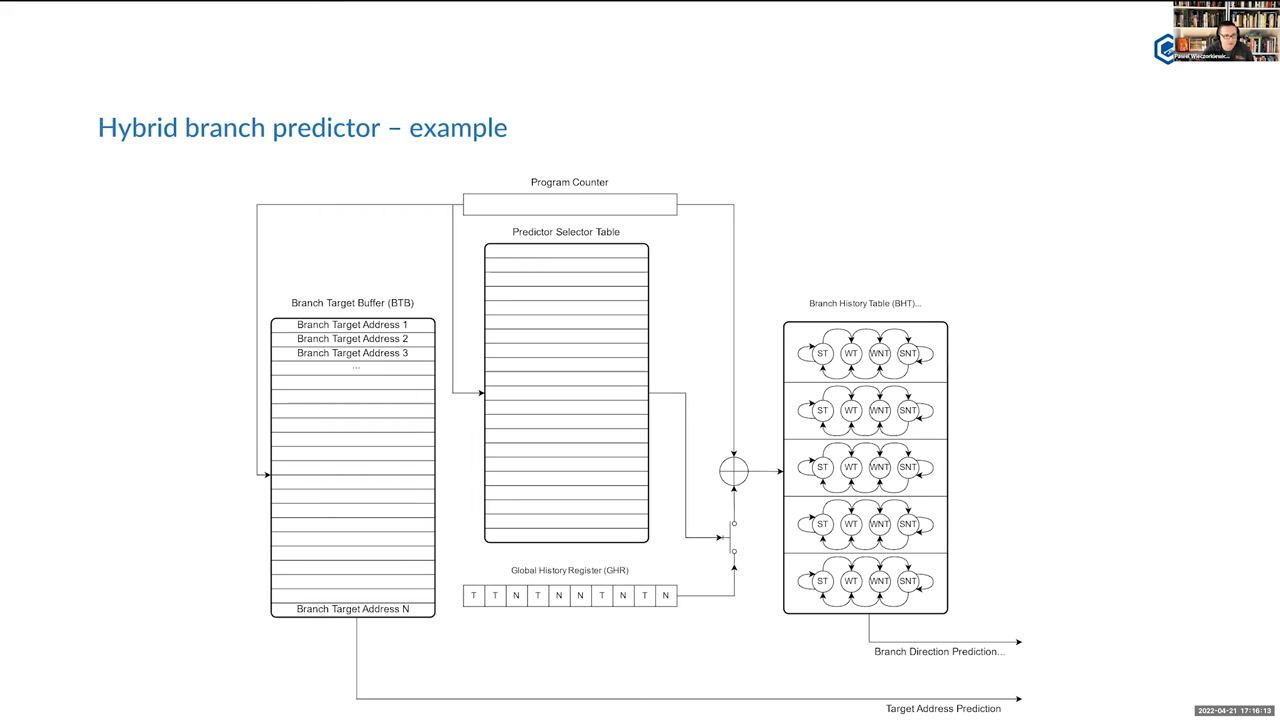 Pawel Wieczorkiewic...
Hybrid branch predictor – example
Program Counter
Predictor Selector Table
Branch Target Buffer (BTB)
Branch Target Address 1
Branch Target Address 2
Branch Target Address 3
...
Branch Target Address N
Global History Register (GHR)
T T N T N N T N T N
Branch History Table (BHT)...
ST WT WNT SNT
ST WT WNT SNT
ST WT WNT SNT
ST WT WNT SNT
ST WT WNT SNT
Branch Direction Prediction...
Target Address Prediction
2022-04-21 17:16:13